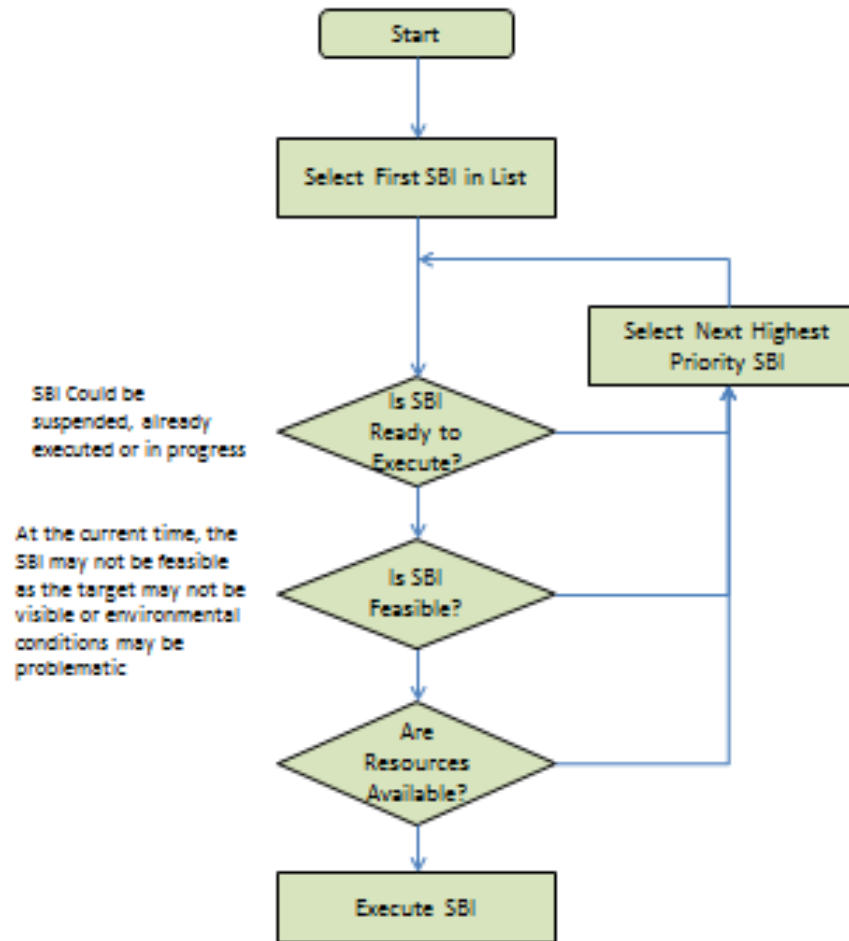 Start
Select First SBI in List
Select Next Highest
Priority SBI
SBI Could be
suspended, already
executed or in progress
Is SBI
Ready to
Execute?
At the current time, the
SBI may not be feasible
as the target may not be
visible or environmental
conditions may be
problematic
Is SBI
Feasible?
Are
Resources
Available?
Execute SBI